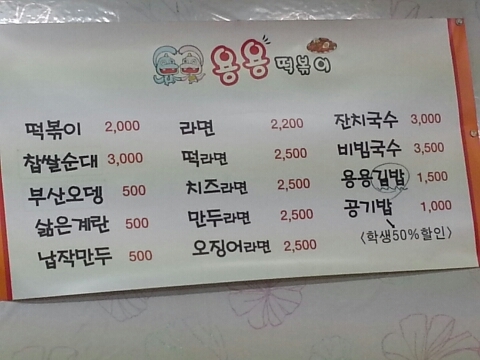 용용 떡볶이
떡볶이 2,000
찹쌀순대 3,000
부산오뎅 500
삶은계란 500
납작만두 500
라면 2,200
떡라면 2,500
치즈라면 2,500
만두라면 2,500
오징어라면 2,500
잔치국수 3,000
비빔국수 3,500
용용김밥 1,500
공기밥 1,000
<학생50%할인>